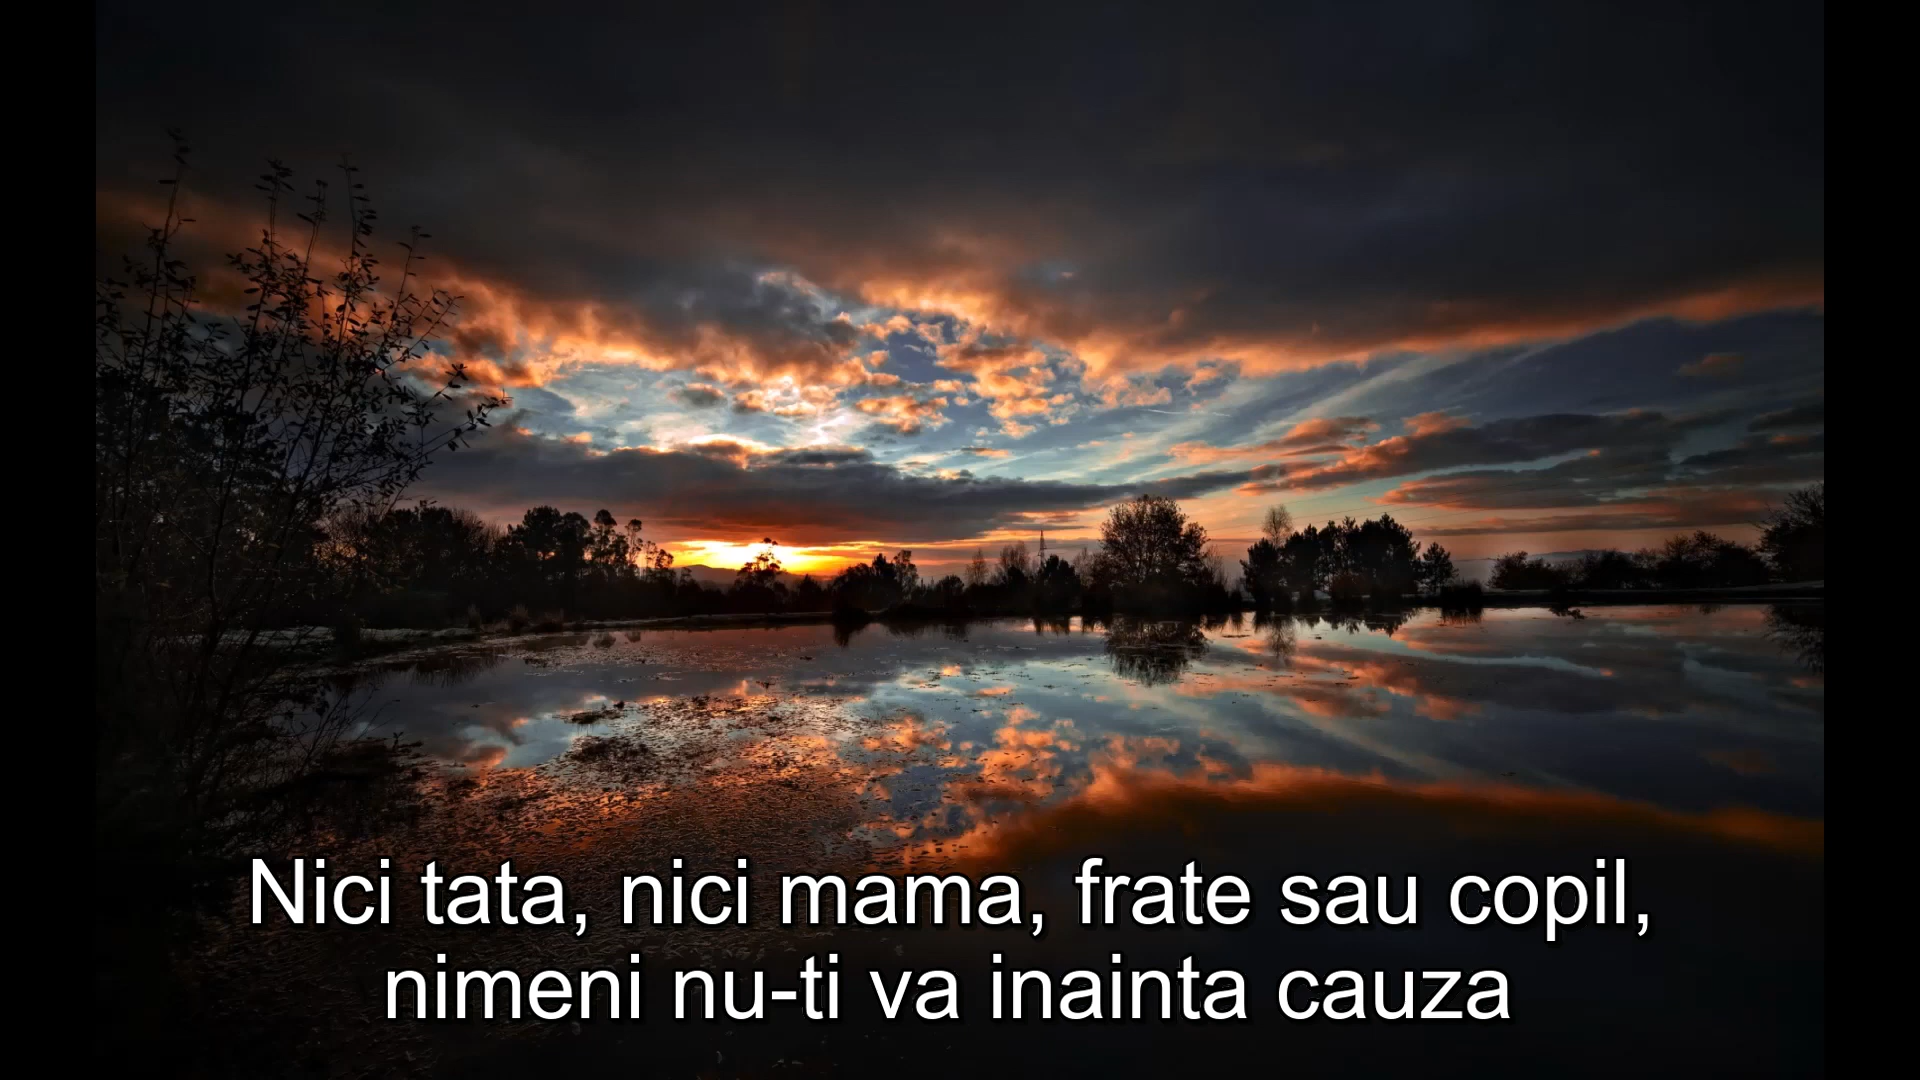 Nici tata, nici mama, frate sau copil,
nimeni nu-ti va inainta cauza